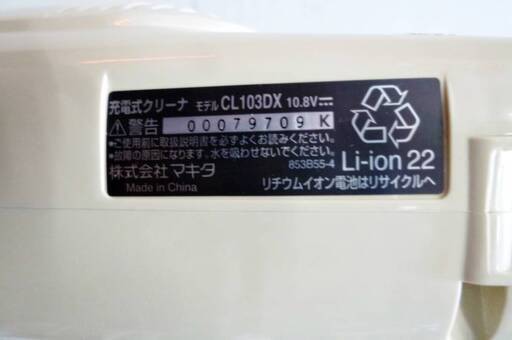 充電式クリーナ モデル CL103DX 10.8V⎓
⚠警告 00079709 K
•ご使用前に取扱説明書を必ずよくお読みください。
•故障の原因になります。水を吸わせないでください。
株式会社 マキタ 853B55-4
Made in China
Li-ion 22
リチウムイオン電池はリサイクルへ